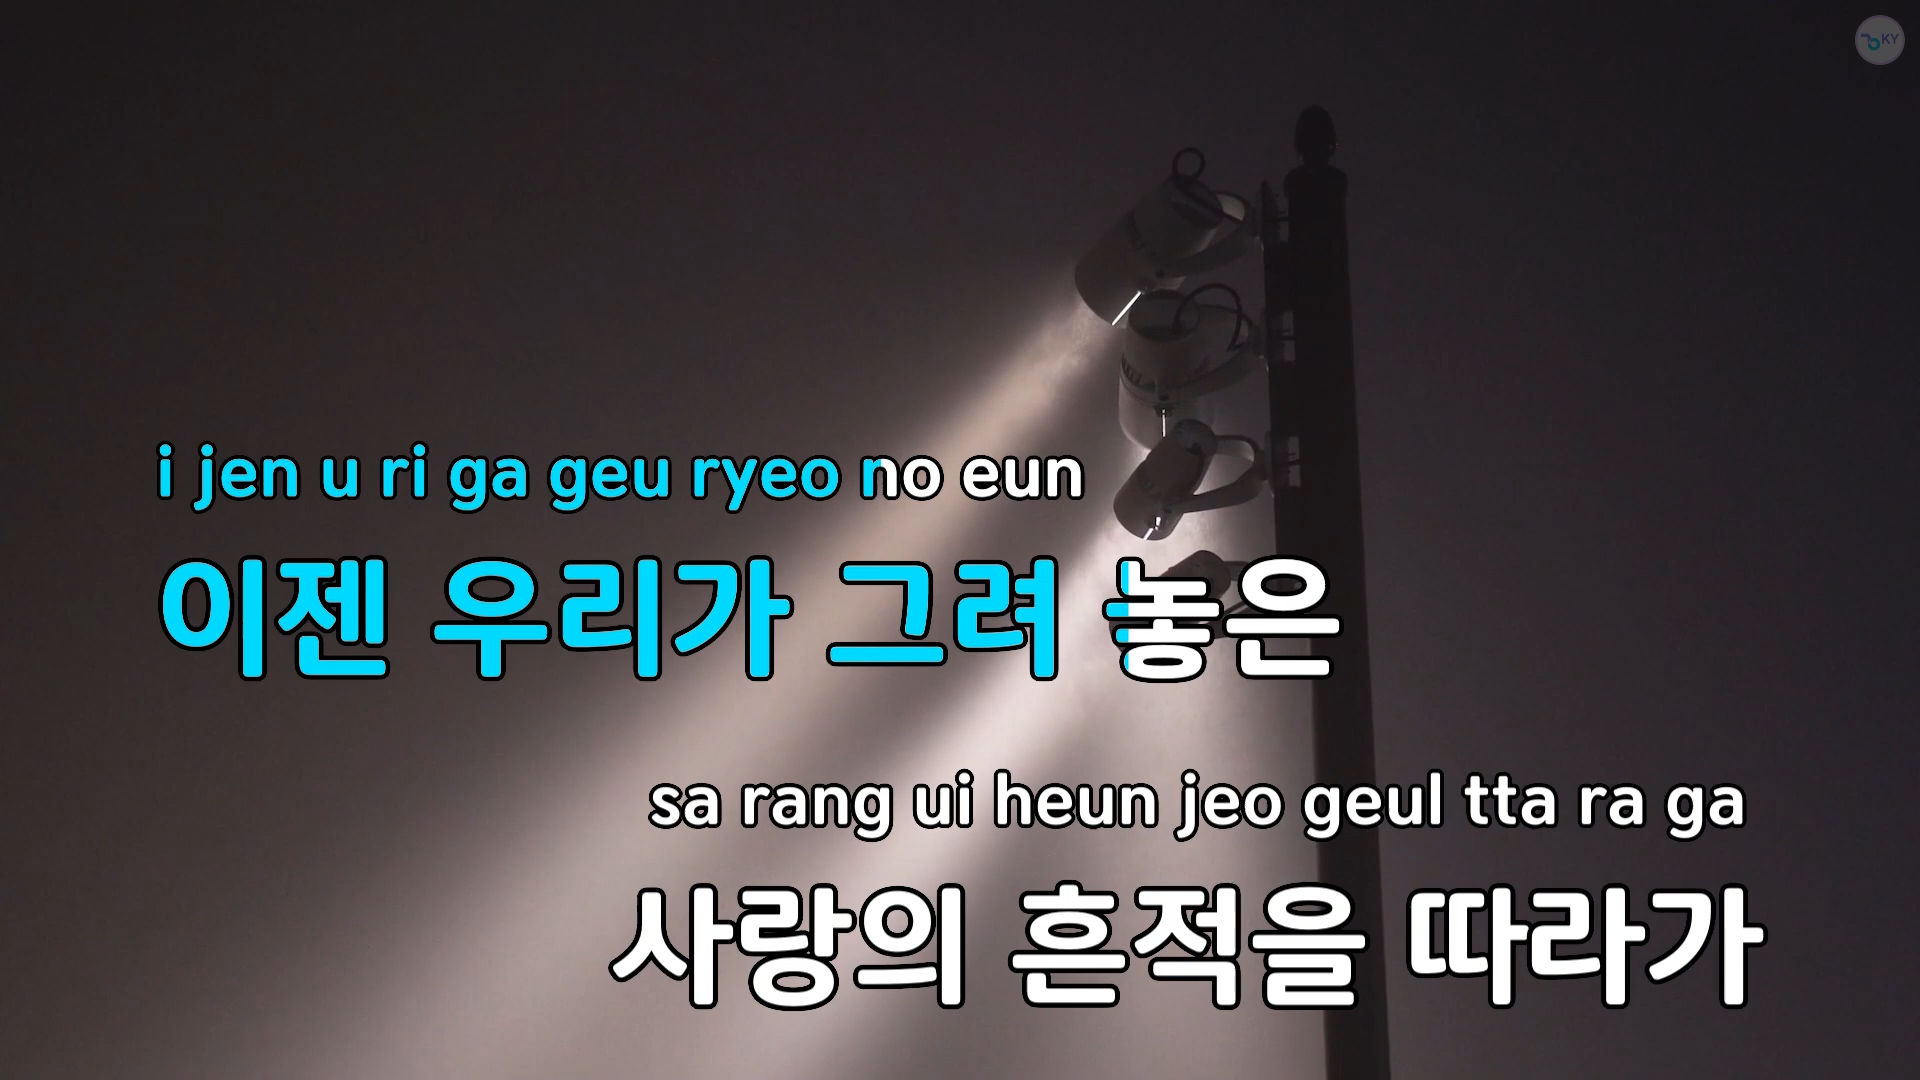 KY
i jen u ri ga geu ryeo no eun
이젠 우리가 그려 놓은
sa rang ui heun jeo geul tta ra ga
사랑의 흔적을 따라가